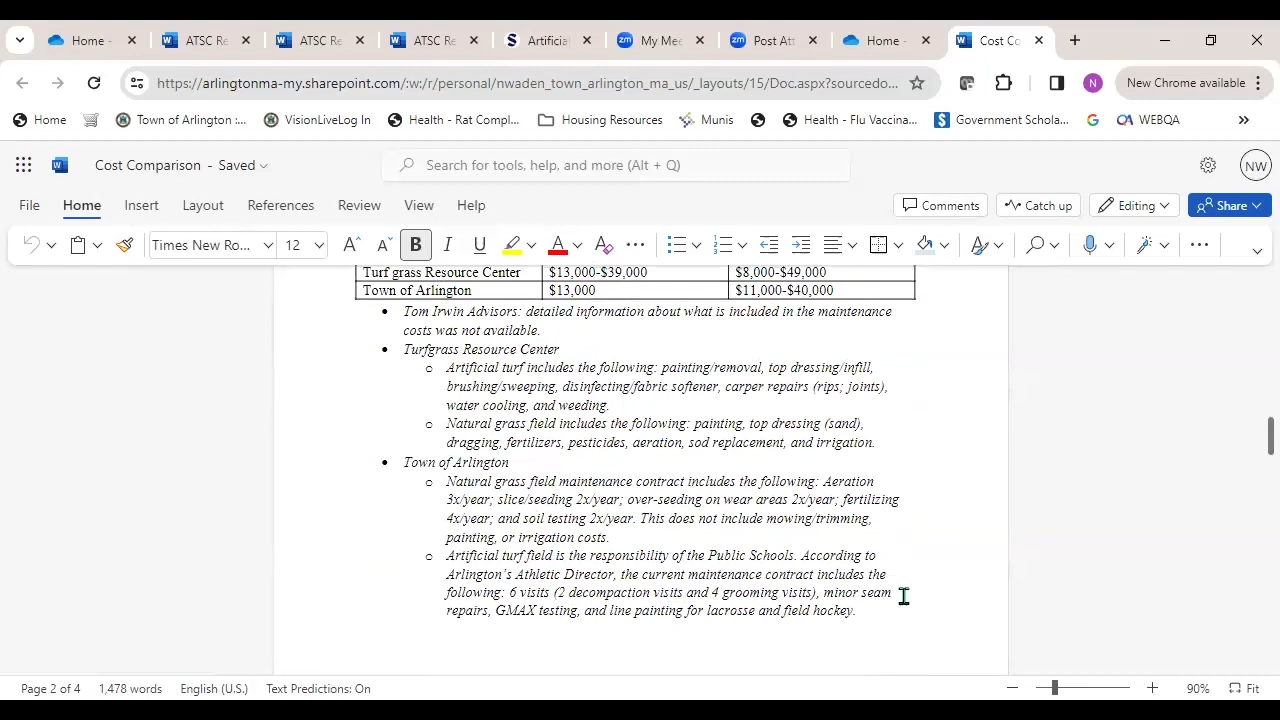 Home -
ATSC Re
ATSC Re
ATSC Re
Artificial
My Mee
Post Att
Home -
Cost Co
https://arlingtonma-my.sharepoint.com/:w:/r/personal/nwaden_town_arlington_ma_us/_layouts/15/Doc.aspx?sourcedo...
N
New Chrome available
Home
Town of Arlington :...
VisionLiveLog In
Health - Rat Compl...
Housing Resources
Munis
Health - Flu Vaccina...
Government Schola...
WEBQA
Cost Comparison - Saved
Search for tools, help, and more (Alt + Q)
NW
File Home Insert Layout References Review View Help
Comments
Catch up
Editing
Share
Times New Ro...
12
Turf grass Resource Center $13,000-$39,000 $8,000-$49,000
Town of Arlington $13,000 $11,000-$40,000
• Tom Irwin Advisors: detailed information about what is included in the maintenance
costs was not available.
• Turfgrass Resource Center
o Artificial turf includes the following: painting/removal, top dressing/infill,
brushing/sweeping, disinfecting/fabric softener, carper repairs (rips; joints),
water cooling, and weeding.
o Natural grass field includes the following: painting, top dressing (sand),
dragging, fertilizers, pesticides, aeration, sod replacement, and irrigation.
• Town of Arlington
o Natural grass field maintenance contract includes the following: Aeration
3x/year; slice/seeding 2x/year; over-seeding on wear areas 2x/year; fertilizing
4x/year; and soil testing 2x/year. This does not include mowing/trimming,
painting, or irrigation costs.
o Artificial turf field is the responsibility of the Public Schools. According to
Arlington's Athletic Director, the current maintenance contract includes the
following: 6 visits (2 decompaction visits and 4 grooming visits), minor seam
repairs, GMAX testing, and line painting for lacrosse and field hockey.
Page 2 of 4
1,478 words
English (U.S.)
Text Predictions: On
90%
Fit